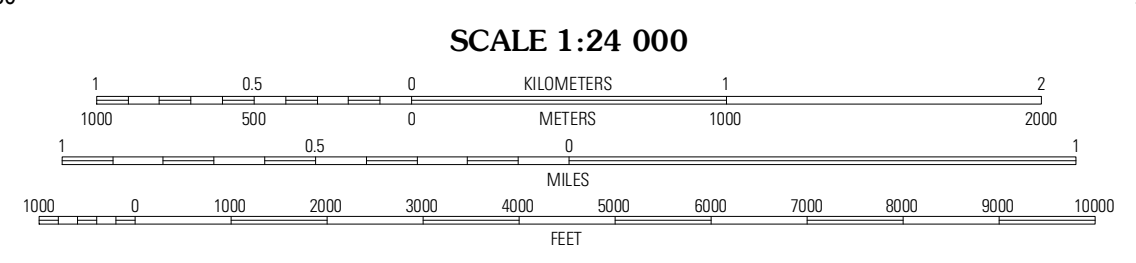 SCALE 1:24 000
1 0.5 0 KILOMETERS 1 2
1000 500 0 METERS 1000 2000
1 0.5 0 1
MILES
1000 0 1000 2000 3000 4000 5000 6000 7000 8000 9000 10000
FEET